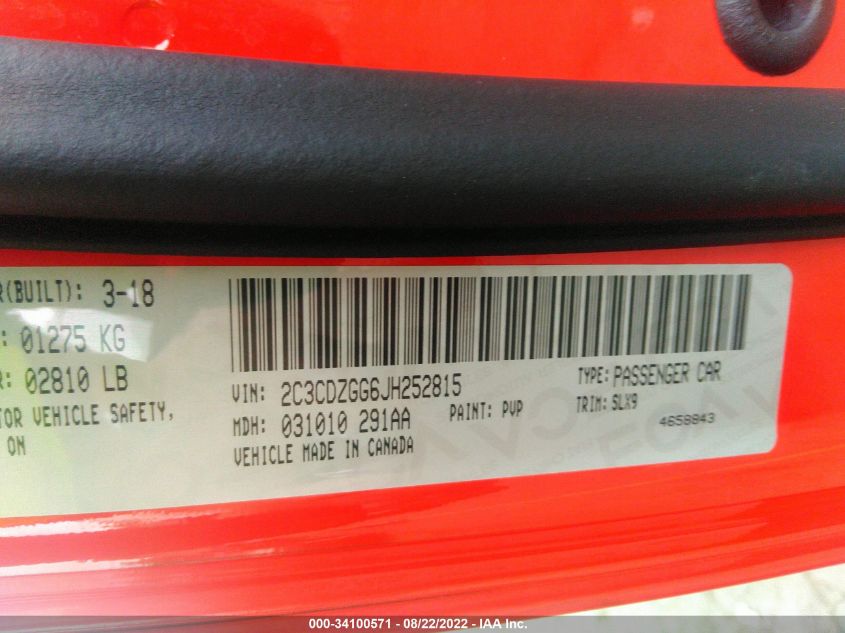 R(BUILT): 3-18
: 01275 KG
R: 02810 LB
TOR VEHICLE SAFETY,
ON
VIN: 2C3CDZGG6JH252815
TYPE: PASSENGER CAR
MDH: 031010 291AA
PAINT: PVP
TRIM: SLX9
VEHICLE MADE IN CANADA
4658843
000-34100571 - 08/22/2022 - IAA Inc.